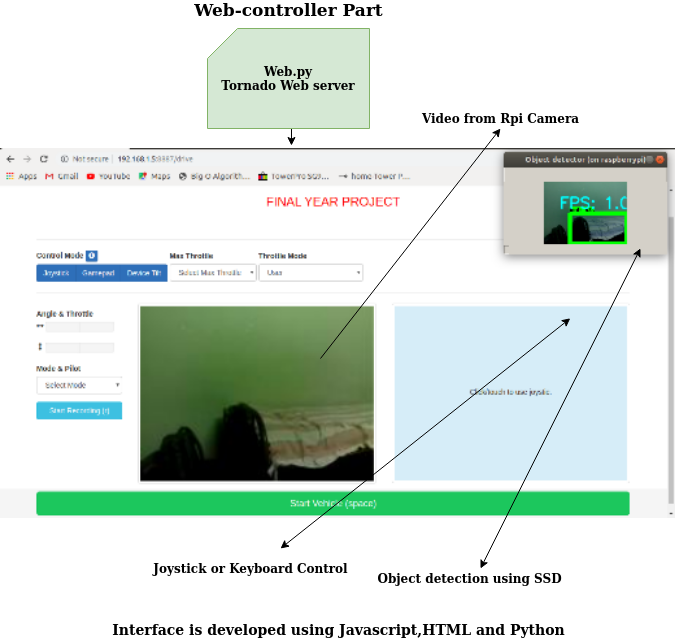 Web-controller Part
Web.py
Tornado Web server
Video from Rpi Camera
Not secure 192.168.1.5:8887/drive
Object detector (on raspberrypi)
Apps Gmail YouTube Maps Big-O Algorith... TowerPro SG9... home Tower P...
FPS: 1.0
FINAL YEAR PROJECT
Control Mode Max Throttle Throttle Mode
Joystick Gamepad Device Tilt Select Max Throttle User
Angle & Throttle
Mode & Pilot
Select Mode
Click/touch to use joystic.
Start Recording (r)
Start Vehicle (space)
Joystick or Keyboard Control
Object detection using SSD
Interface is developed using Javascript,HTML and Python